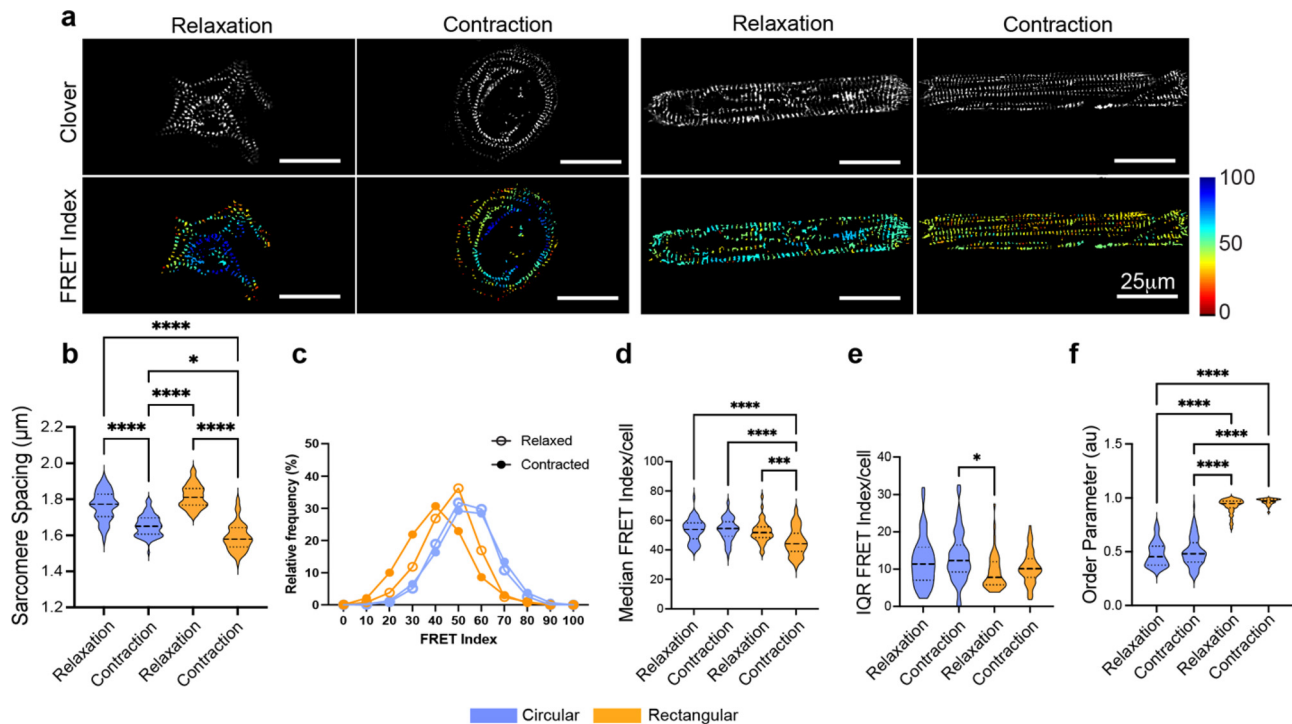 a
Relaxation Contraction Relaxation Contraction
Clover
FRET Index
100
50
0
25μm
b
**** 
*
****
**** ****
Sarcomere Spacing (μm)
2.2
2.0
1.8
1.6
1.4
1.2
Relaxation Contraction Relaxation Contraction
c
Relaxed
Contracted
Relative frequency (%)
50
40
30
20
10
0
0 10 20 30 40 50 60 70 80 90 100
FRET Index
d
****
****
***
Median FRET Index/cell
100
80
60
40
20
0
Relaxation Contraction Relaxation Contraction
e
*
IQR FRET Index/cell
40
30
20
10
0
Relaxation Contraction Relaxation Contraction
f
****
****
****
****
Order Parameter (au)
1.5
1.0
0.5
0.0
Relaxation Contraction Relaxation Contraction
Circular Rectangular